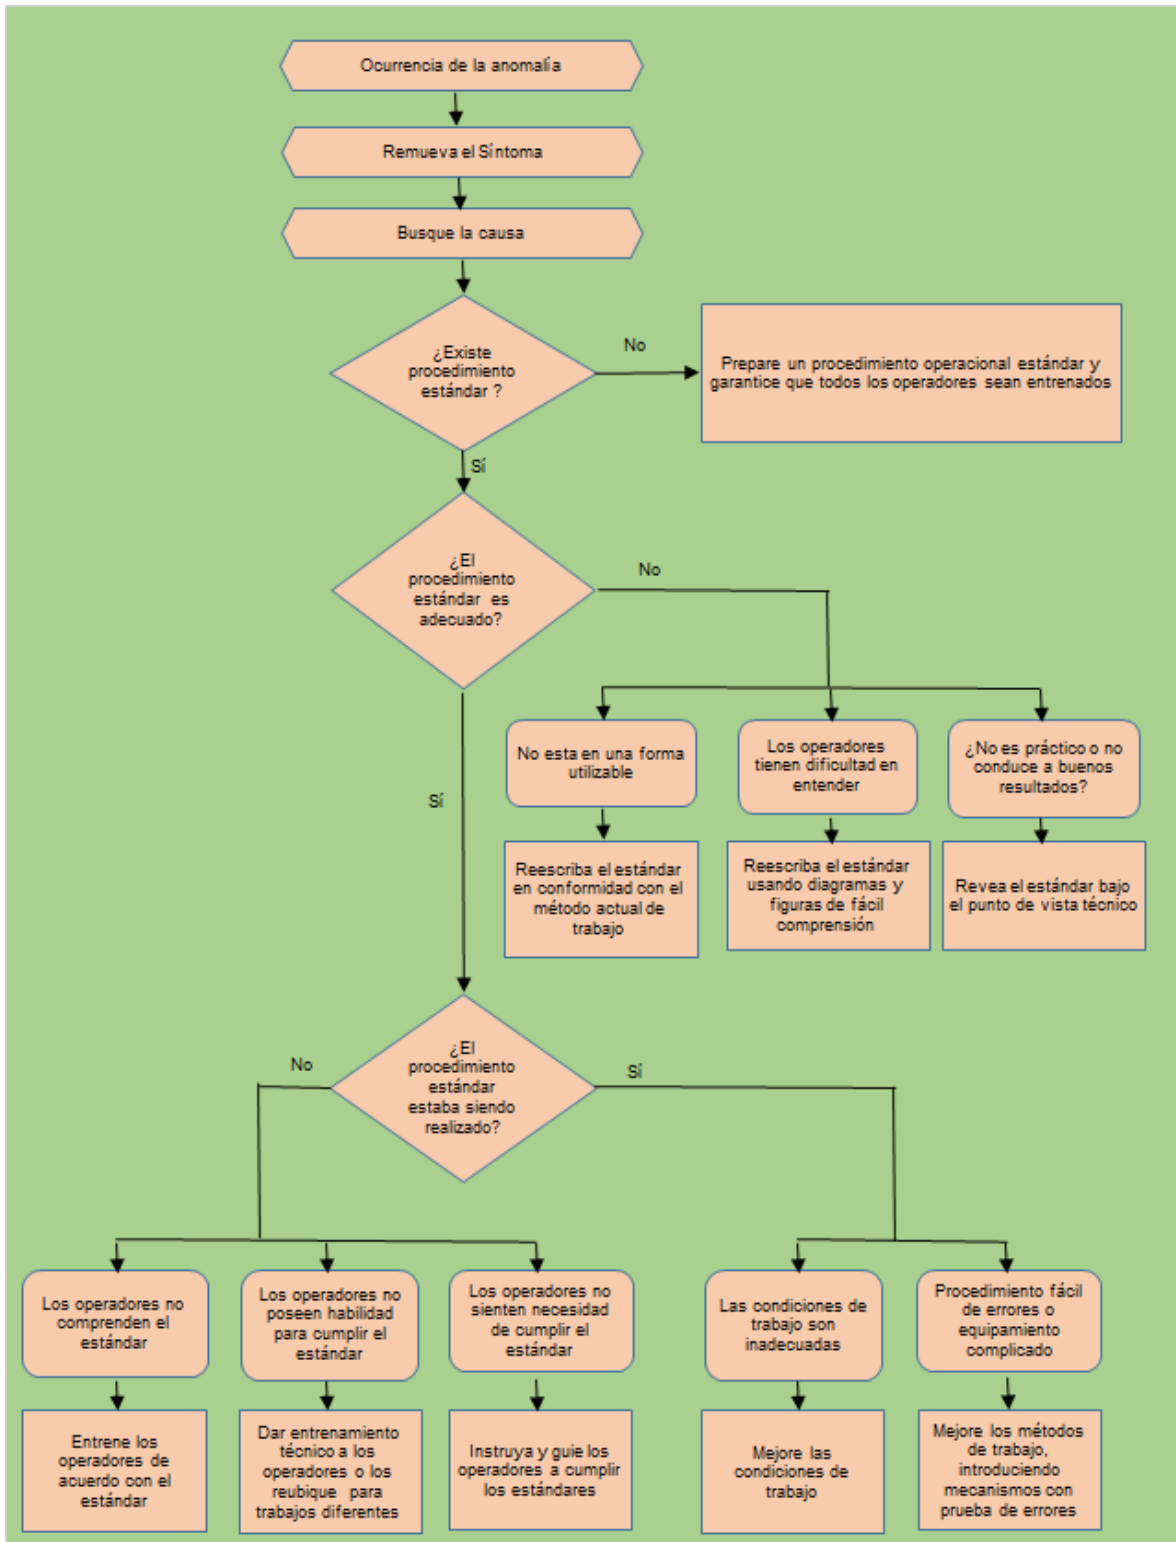 Ocurrencia de la anomalía
Remueva el Síntoma
Busque la causa
¿Existe
procedimiento
estándar ?
No
Prepare un procedimiento operacional estándar y
garantice que todos los operadores sean entrenados
Sí
¿El
procedimiento
estándar es
adecuado?
No
No esta en una forma
utilizable
Los operadores
tienen dificultad en
entender
¿No es práctico o no
conduce a buenos
resultados?
Sí
Reescriba el estándar
en conformidad con el
método actual de
trabajo
Reescriba el estándar
usando diagramas y
figuras de fácil
comprensión
Revea el estándar bajo
el punto de vista técnico
¿El
procedimiento
estándar
estaba siendo
realizado?
No
Sí
Los operadores no
comprenden el
estándar
Los operadores no
poseen habilidad
para cumplir el
estándar
Los operadores no
sienten necesidad
de cumplir el
estándar
Las condiciones de
trabajo son
inadecuadas
Procedimiento fácil
de errores o
equipamiento
complicado
Entrene los
operadores de
acuerdo con el
estándar
Dar entrenamiento
técnico a los
operadores o los
reubique para
trabajos diferentes
Instruya y guie los
operadores a cumplir
los estándares
Mejore las
condiciones de
trabajo
Mejore los métodos
de trabajo,
introduciendo
mecanismos con
prueba de errores